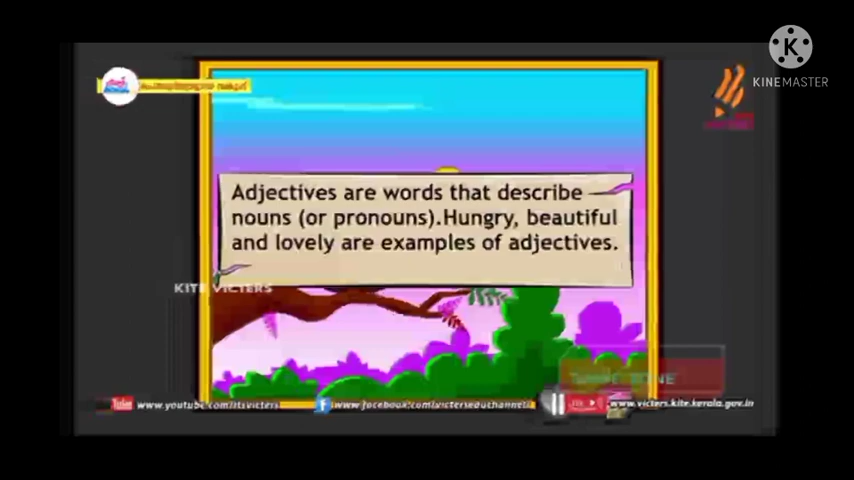 K
KINEMASTER
Adjectives are words that describe
nouns (or pronouns).Hungry, beautiful
and lovely are examples of adjectives.
KITE VICTERS
www.youtube.com/itsvicters
www.facebook.com/victerseduchannel
www.victers.kite.kerala.gov.in